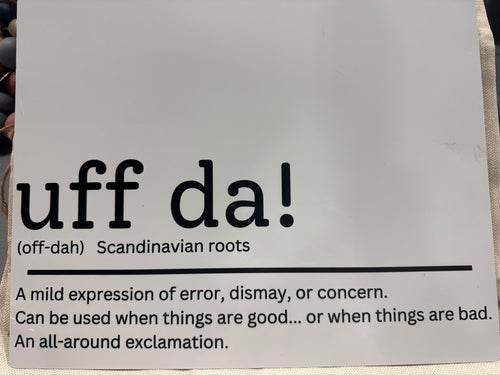 uff da!
(off-dah) Scandinavian roots
A mild expression of error, dismay, or concern.
Can be used when things are good... or when things are bad.
An all-around exclamation.